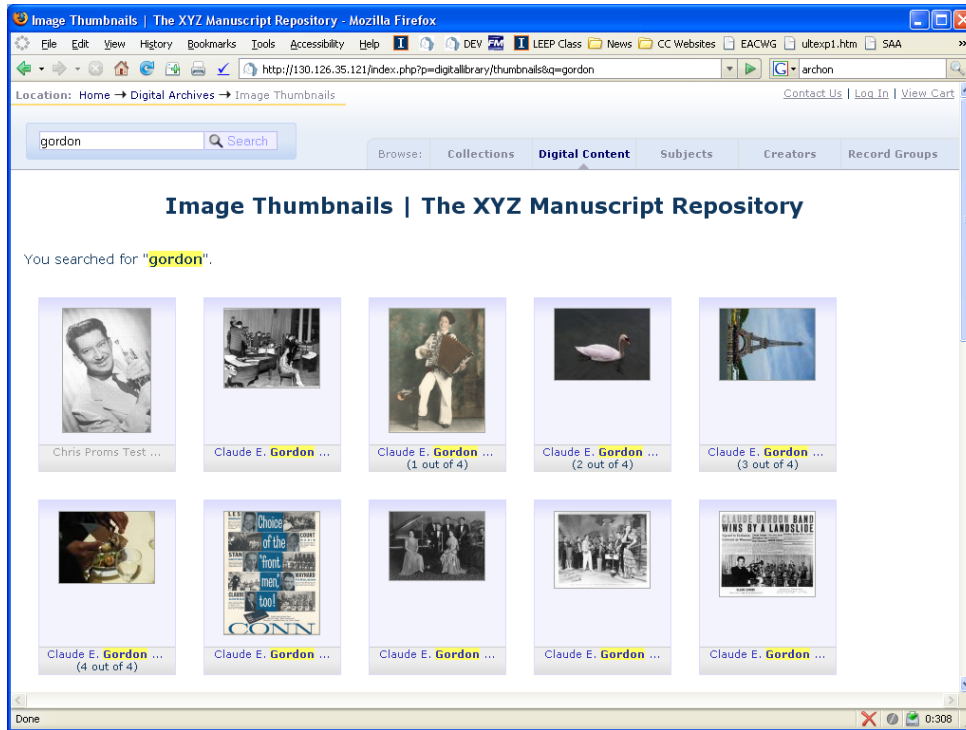 Image Thumbnails | The XYZ Manuscript Repository - Mozilla Firefox
File Edit View History Bookmarks Tools Accessibility Help DEV FM LEEP Class News CC Websites EACWG ultexp1.htm SAA »
http://130.126.35.121/index.php?p=digitallibrary/thumbnails&q=gordon G archon
Location: Home → Digital Archives → Image Thumbnails Contact Us | Log In | View Cart
gordon Search
Browse: Collections Digital Content Subjects Creators Record Groups
Image Thumbnails | The XYZ Manuscript Repository
You searched for "gordon".
Chris Proms Test ... Claude E. Gordon ... Claude E. Gordon ... Claude E. Gordon ... Claude E. Gordon ...
(1 out of 4) (2 out of 4) (3 out of 4)
LES Choice COURT
of the
STAN 'front MAYNARD
men,'
CLAUDE too!
CONN
CLAUDE GORDON BAND
WINS BY A LANDSLIDE
Claude E. Gordon ... Claude E. Gordon ... Claude E. Gordon ... Claude E. Gordon ... Claude E. Gordon ...
(4 out of 4)
Done 0:308